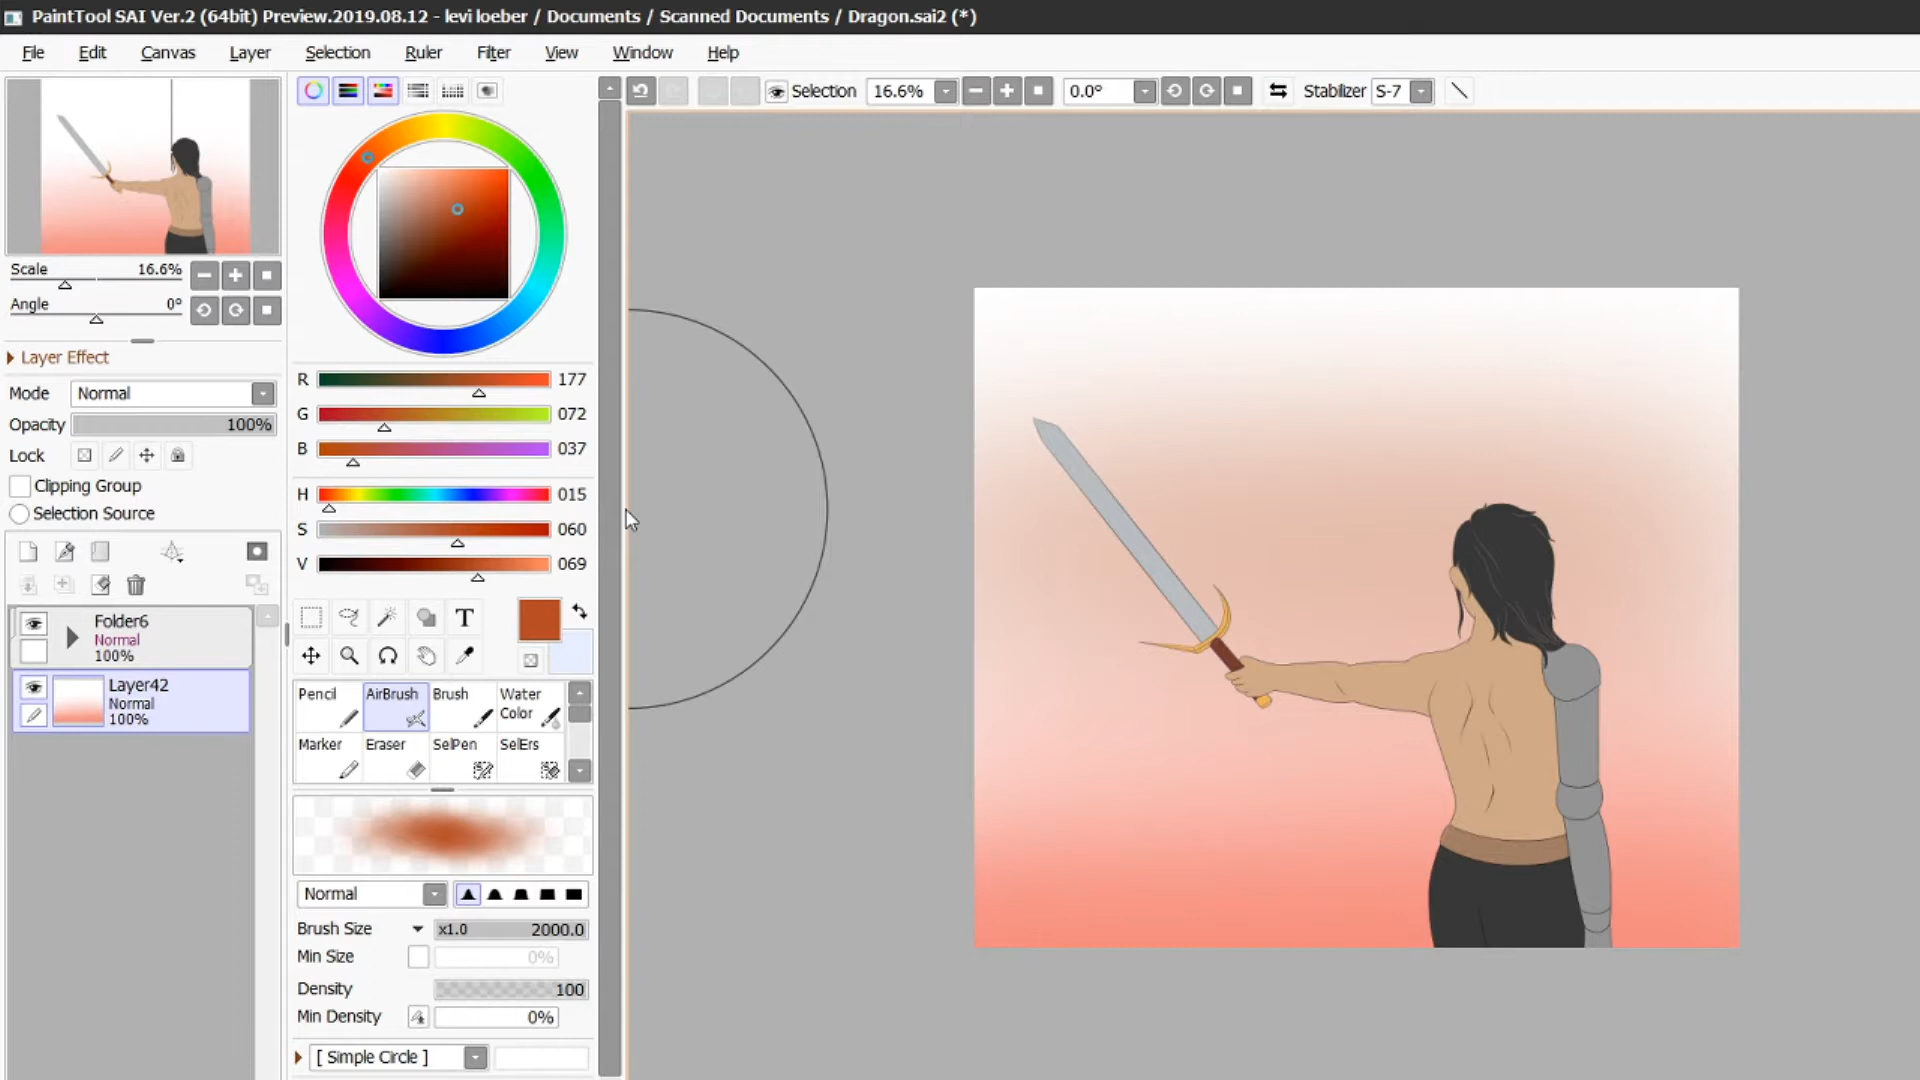 PaintTool SAI Ver.2 (64bit) Preview.2019.08.12 - levi loeber / Documents / Scanned Documents / Dragon.sai2 (*)
File Edit Canvas Layer Selection Ruler Filter View Window Help
Selection 16.6% 0.0° Stabilizer S-7
Scale 16.6%
Angle 0°
Layer Effect
Mode Normal
Opacity 100%
Lock
Clipping Group
Selection Source
Folder6
Normal
100%
Layer42
Normal
100%
R 177
G 072
B 037
H 015
S 060
V 069
T
Pencil AirBrush Brush Water Color
Marker Eraser SelPen SelErs
Normal
Brush Size x1.0 2000.0
Min Size 0%
Density 100
Min Density 0%
[ Simple Circle ]